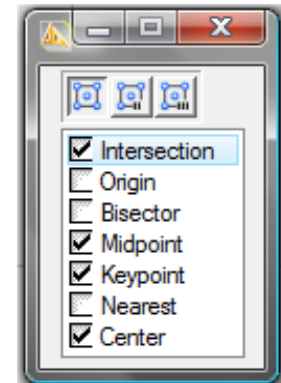 Intersection
Origin
Bisector
Midpoint
Keypoint
Nearest
Center